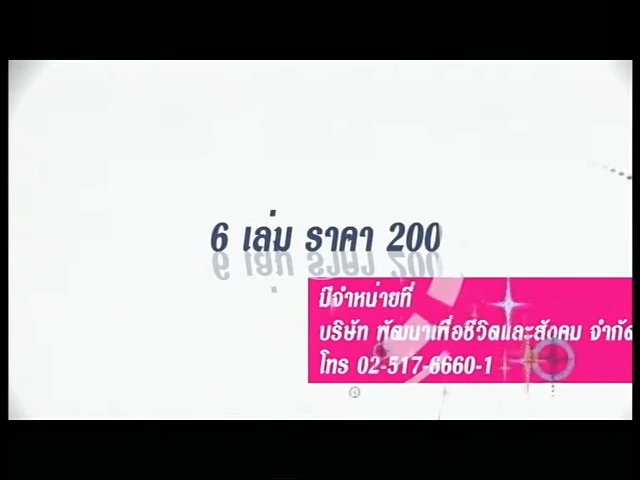 6 เล่ม ราคา 200
มีจำหน่ายที่
บริษัท พัฒนาเพื่อชีวิตและสังคม จำกัด
โทร 02-517-6660-1